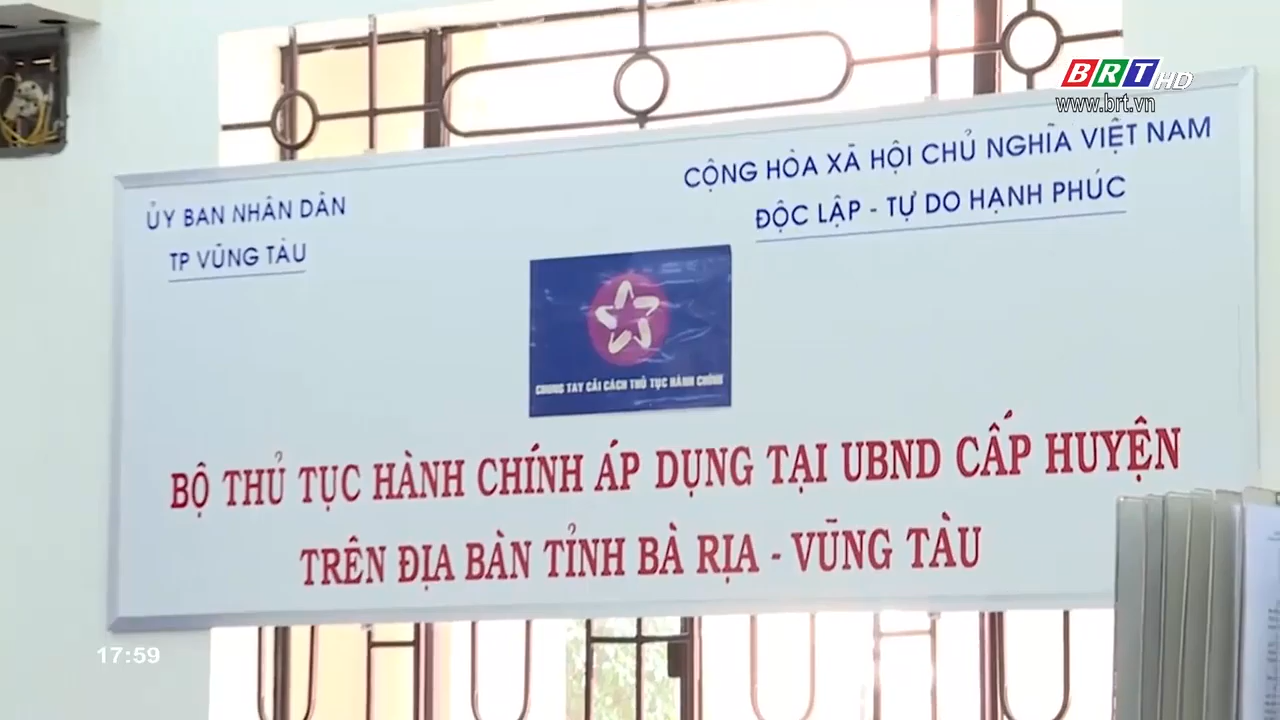 BRT HD
www.brt.vn
ỦY BAN NHÂN DÂN
TP VŨNG TÀU
CỘNG HÒA XÃ HỘI CHỦ NGHĨA VIỆT NAM
ĐỘC LẬP - TỰ DO HẠNH PHÚC
CHUNG TAY CẢI CÁCH THỦ TỤC HÀNH CHÍNH
BỘ THỦ TỤC HÀNH CHÍNH ÁP DỤNG TẠI UBND CẤP HUYỆN
TRÊN ĐỊA BÀN TỈNH BÀ RỊA - VŨNG TÀU
17:59